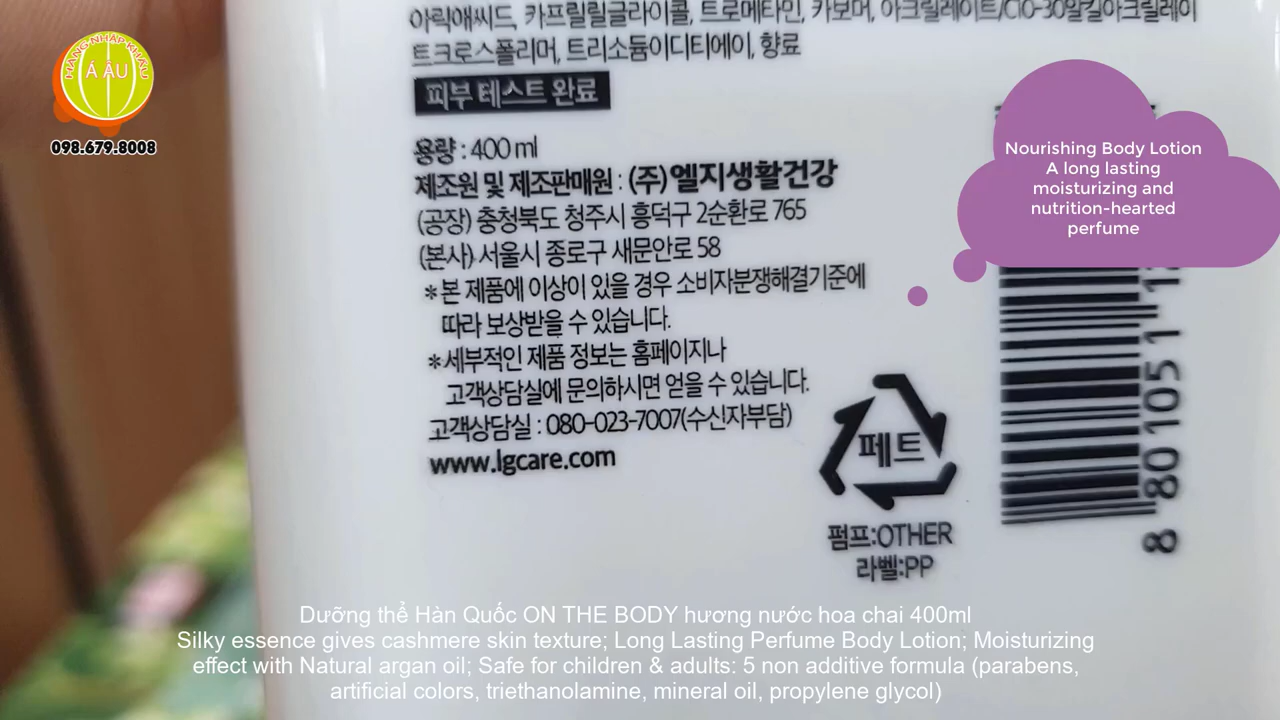 HÀNG NHẬP KHẨU
Á ÂU
098.679.8008
아릭애씨드, 카프릴릴글라이콜, 트로메타민, 카보머, 아크릴레이트/C10-30알킬아크릴레이
트크로스폴리머, 트리소듐이디티에이, 향료
피부 테스트 완료
용량 : 400 ml
제조원 및 제조판매원 : (주)엘지생활건강
(공장) 충청북도 청주시 흥덕구 2순환로 765
(본사) 서울시 종로구 새문안로 58
*본 제품에 이상이 있을 경우 소비자분쟁해결기준에
따라 보상받을 수 있습니다.
*세부적인 제품 정보는 홈페이지나
고객상담실에 문의하시면 얻을 수 있습니다.
고객상담실 : 080-023-7007(수신자부담)
www.lgcare.com
Nourishing Body Lotion
A long lasting
moisturizing and
nutrition-hearted
perfume
페트
펌프:OTHER
라벨:PP
8 801051 1
Dưỡng thể Hàn Quốc ON THE BODY hương nước hoa chai 400ml
Silky essence gives cashmere skin texture; Long Lasting Perfume Body Lotion; Moisturizing
effect with Natural argan oil; Safe for children & adults: 5 non additive formula (parabens,
artificial colors, triethanolamine, mineral oil, propylene glycol)